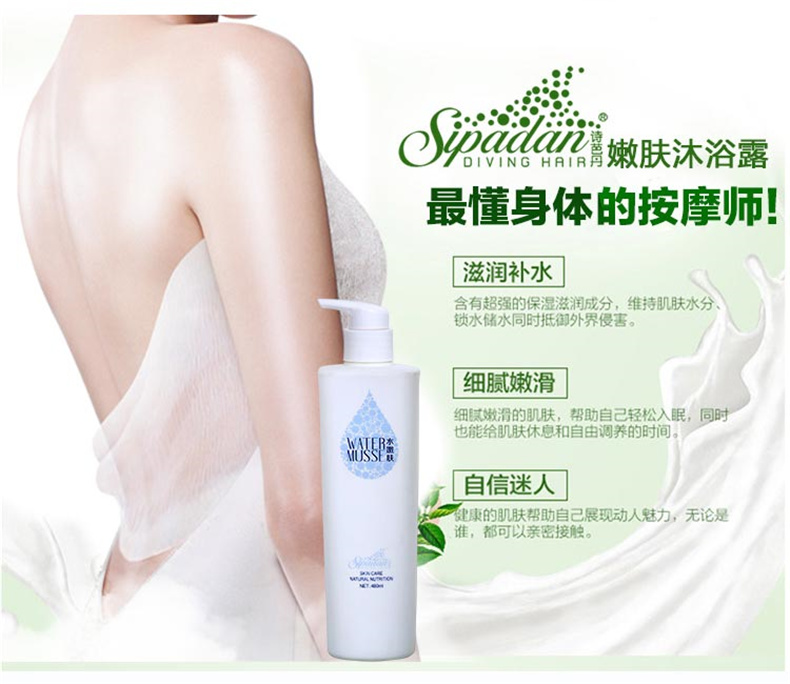 Sipadan®
诗芭丹
DIVING HAIR
嫩肤沐浴露
最懂身体的按摩师!
滋润补水
含有超强的保湿滋润成分，维持肌肤水分、
锁水储水同时抵御外界侵害。
细腻嫩滑
细腻嫩滑的肌肤，帮助自己轻松入眠，同时
也能给肌肤休息和自由调养的时间。
自信迷人
健康的肌肤帮助自己展现动人魅力，无论是
谁，都可以亲密接触。
WATER
MUSSE
水嫩肤
Sipadan
SKIN CARE
NATURAL NUTRITION
NET: 480ml